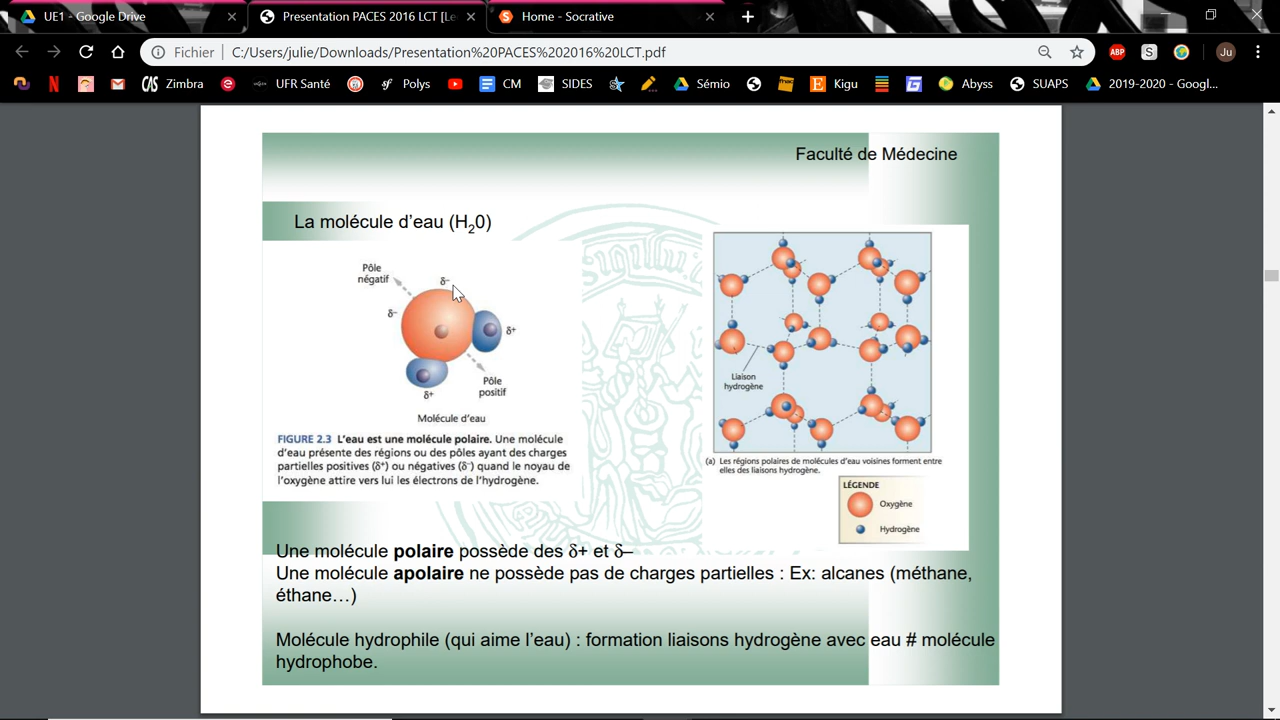 UE1 - Google Drive
Presentation PACES 2016 LCT [Le
Home - Socrative
Fichier
C:/Users/julie/Downloads/Presentation%20PACES%202016%20LCT.pdf
ABP
S
Ju
Zimbra
UFR Santé
Polys
CM
SIDES
Sémio
fnac
Kigu
Abyss
SUAPS
2019-2020 - Googl...
Faculté de Médecine
La molécule d'eau (H₂0)
Pôle
négatif
δ–
δ–
δ+
Pôle
positif
δ+
Molécule d'eau
FIGURE 2.3 L'eau est une molécule polaire. Une molécule
d'eau présente des régions ou des pôles ayant des charges
partielles positives (δ⁺) ou négatives (δ⁻) quand le noyau de
l'oxygène attire vers lui les électrons de l'hydrogène.
Liaison
hydrogène
(a) Les régions polaires de molécules d'eau voisines forment entre
elles des liaisons hydrogène.
LÉGENDE
Oxygène
Hydrogène
Une molécule polaire possède des δ+ et δ–
Une molécule apolaire ne possède pas de charges partielles : Ex: alcanes (méthane,
éthane…)
Molécule hydrophile (qui aime l'eau) : formation liaisons hydrogène avec eau # molécule
hydrophobe.